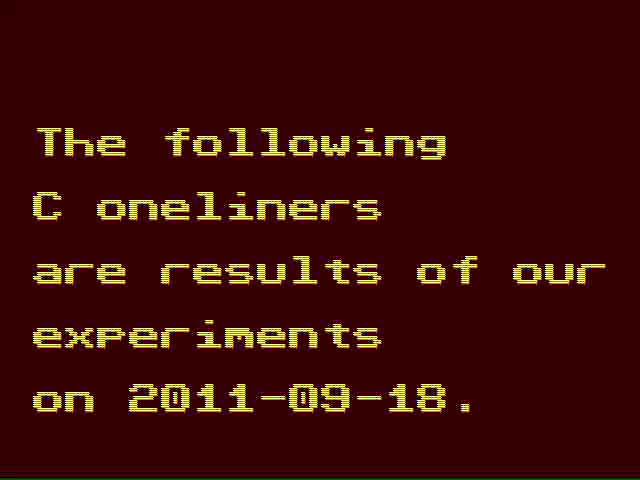 The following
C oneliners
are results of our
experiments
on 2011-09-18.